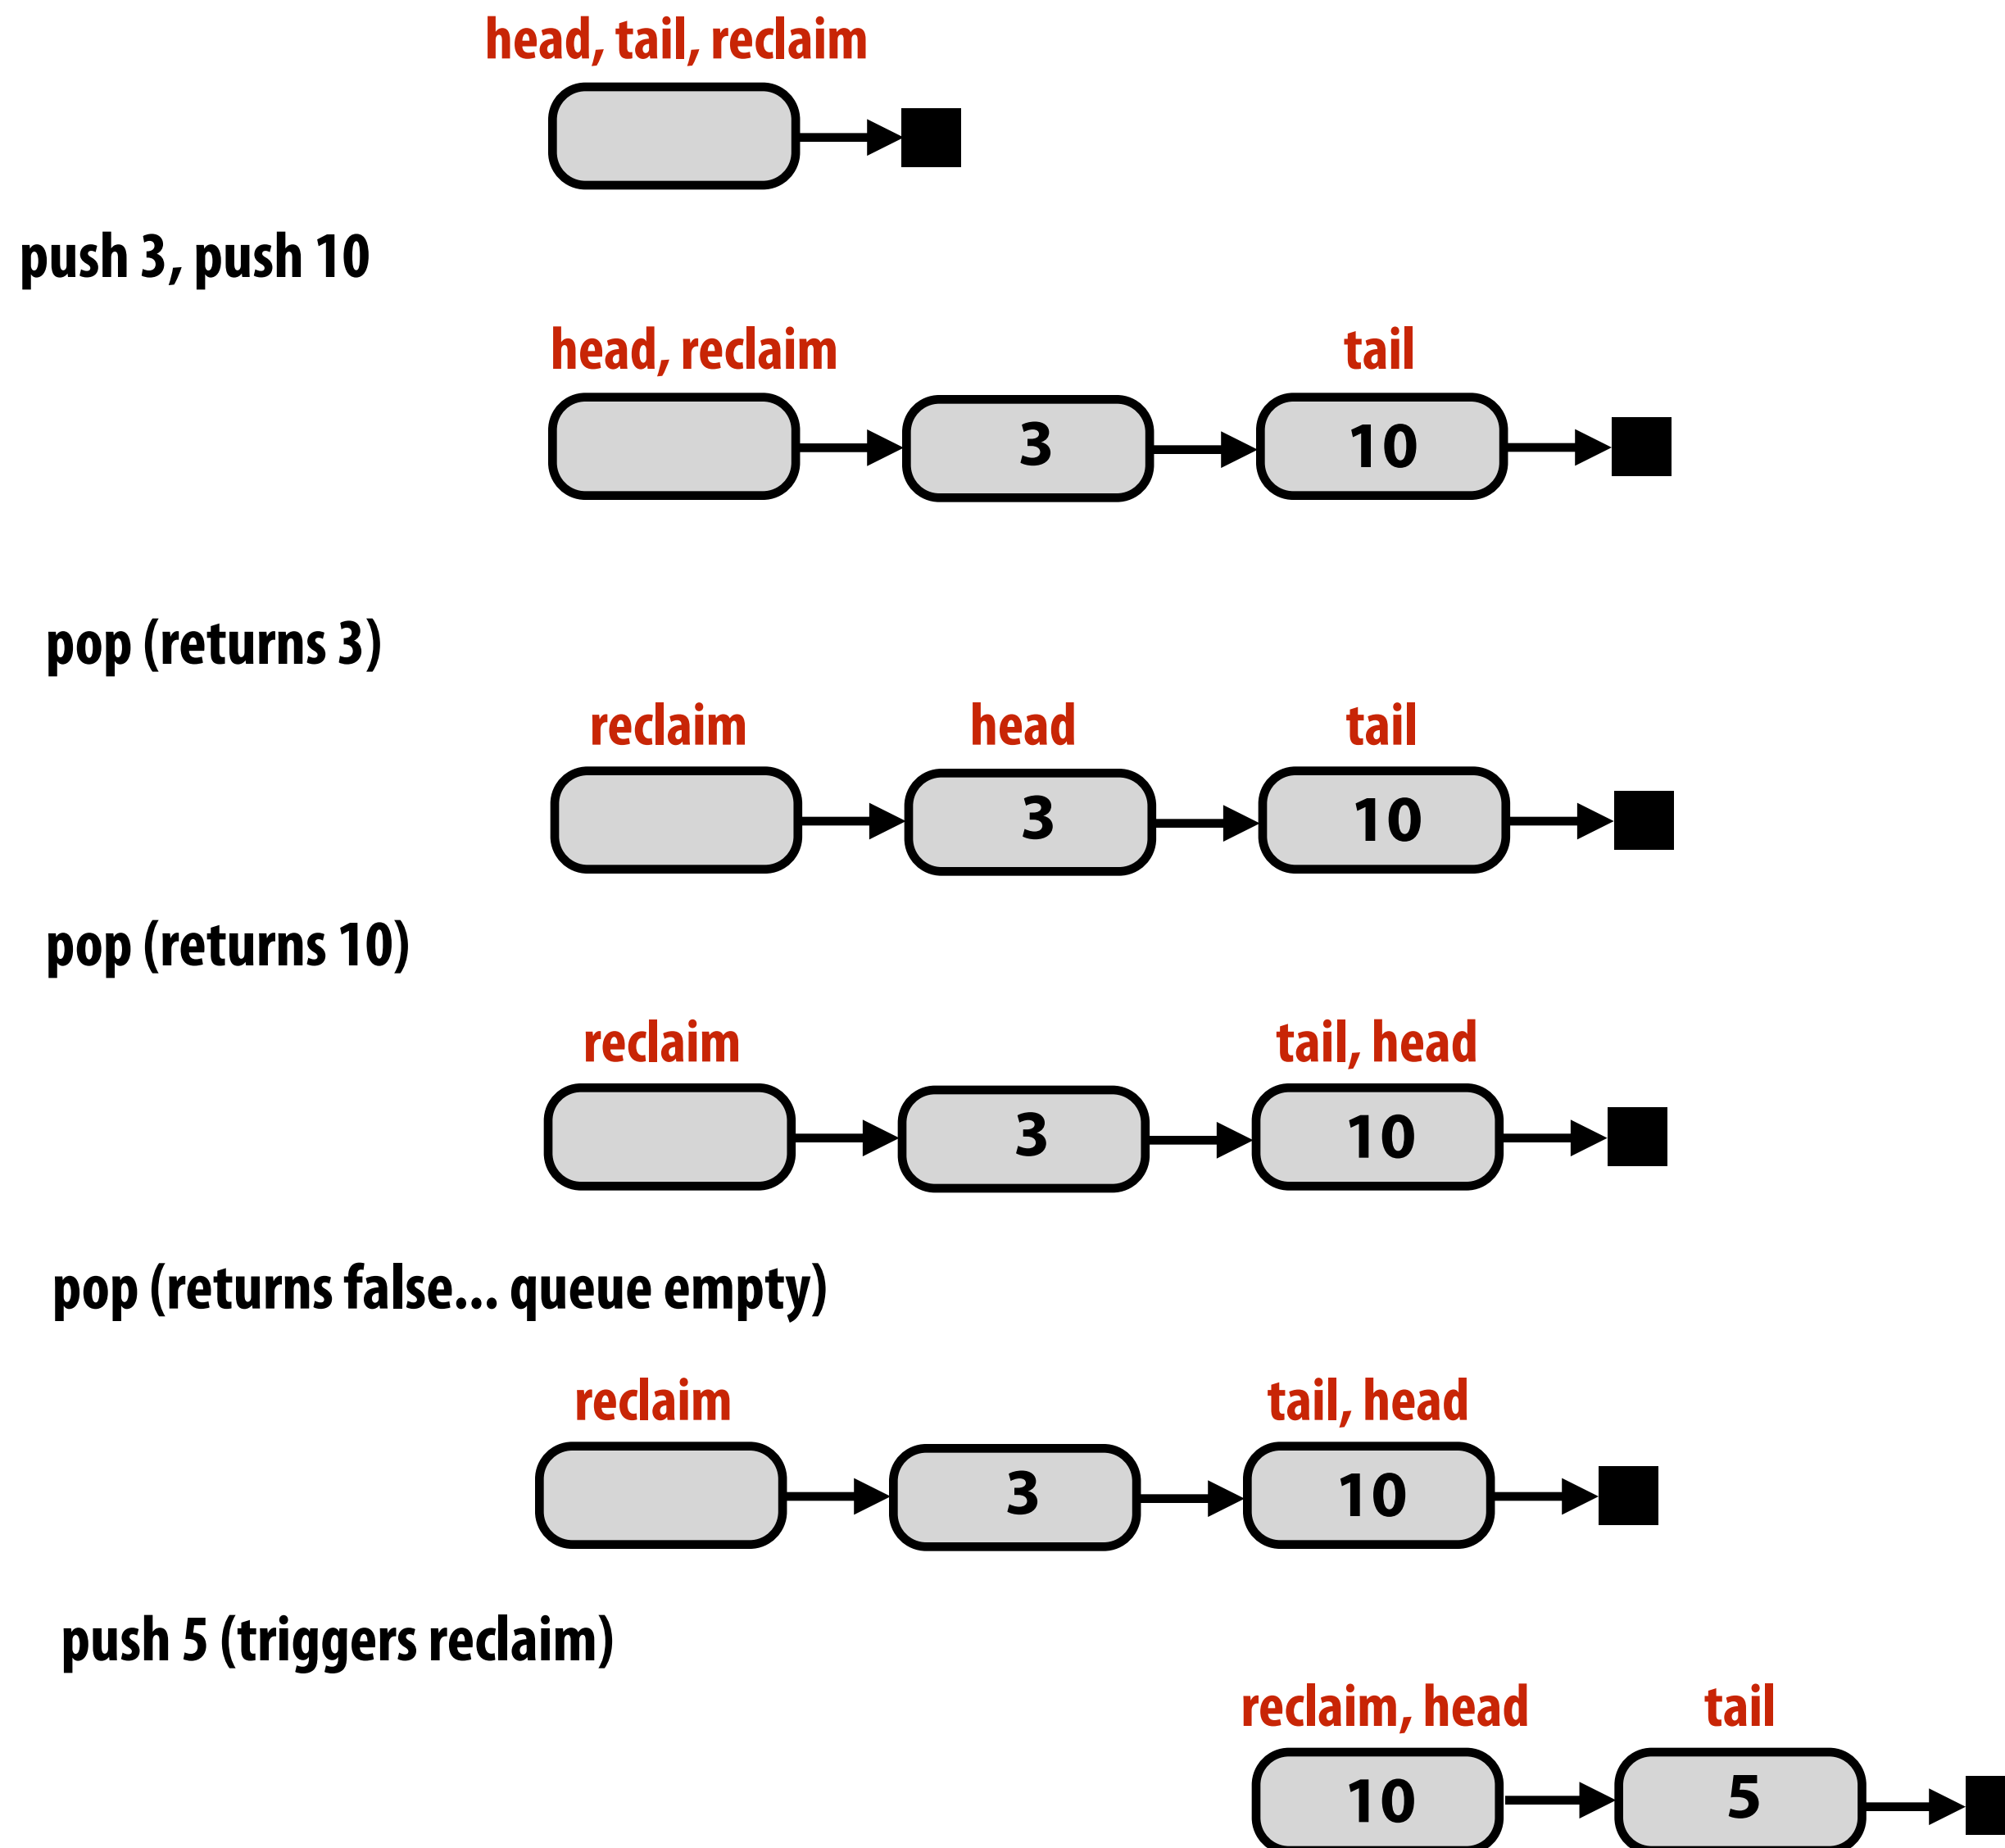 head, tail, reclaim
push 3, push 10
head, reclaim tail
3 10
pop (returns 3)
reclaim head tail
3 10
pop (returns 10)
reclaim tail, head
3 10
pop (returns false... queue empty)
reclaim tail, head
3 10
push 5 (triggers reclaim)
reclaim, head tail
10 5